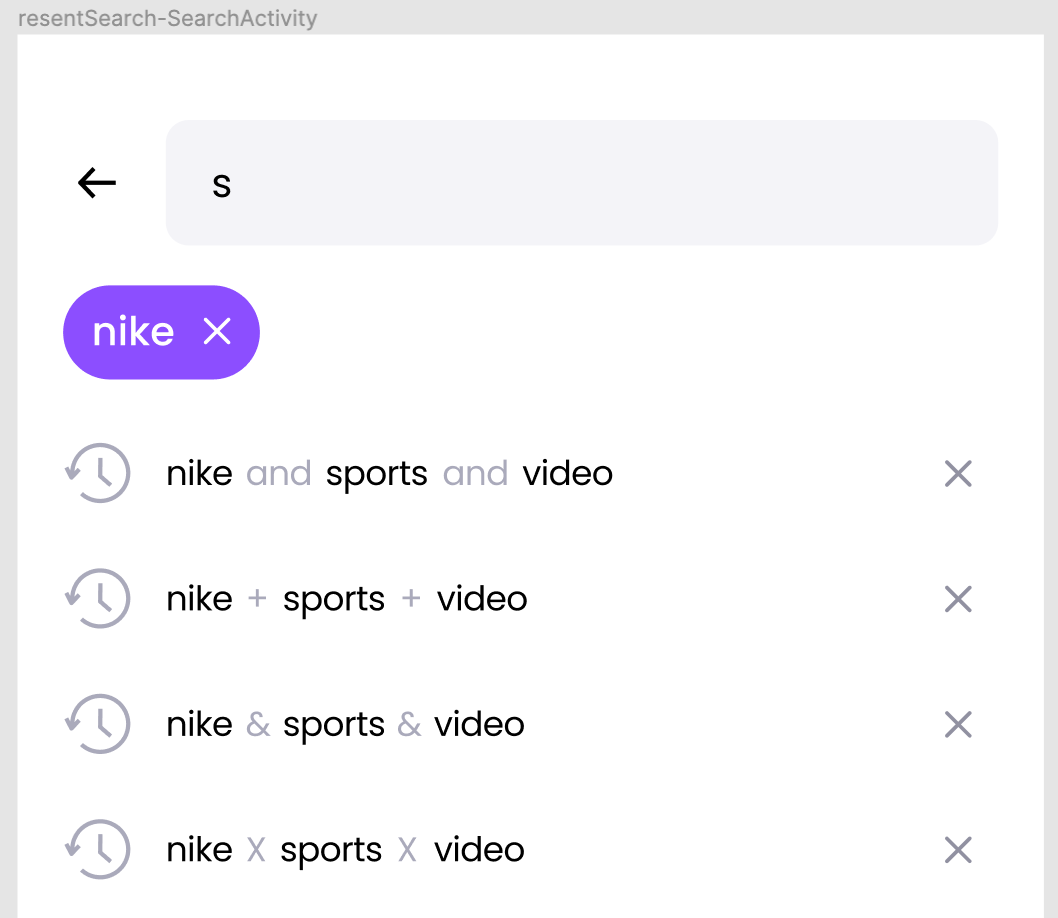 resentSearch-SearchActivity
s
nike
nike and sports and video
nike + sports + video
nike & sports & video
nike X sports X video